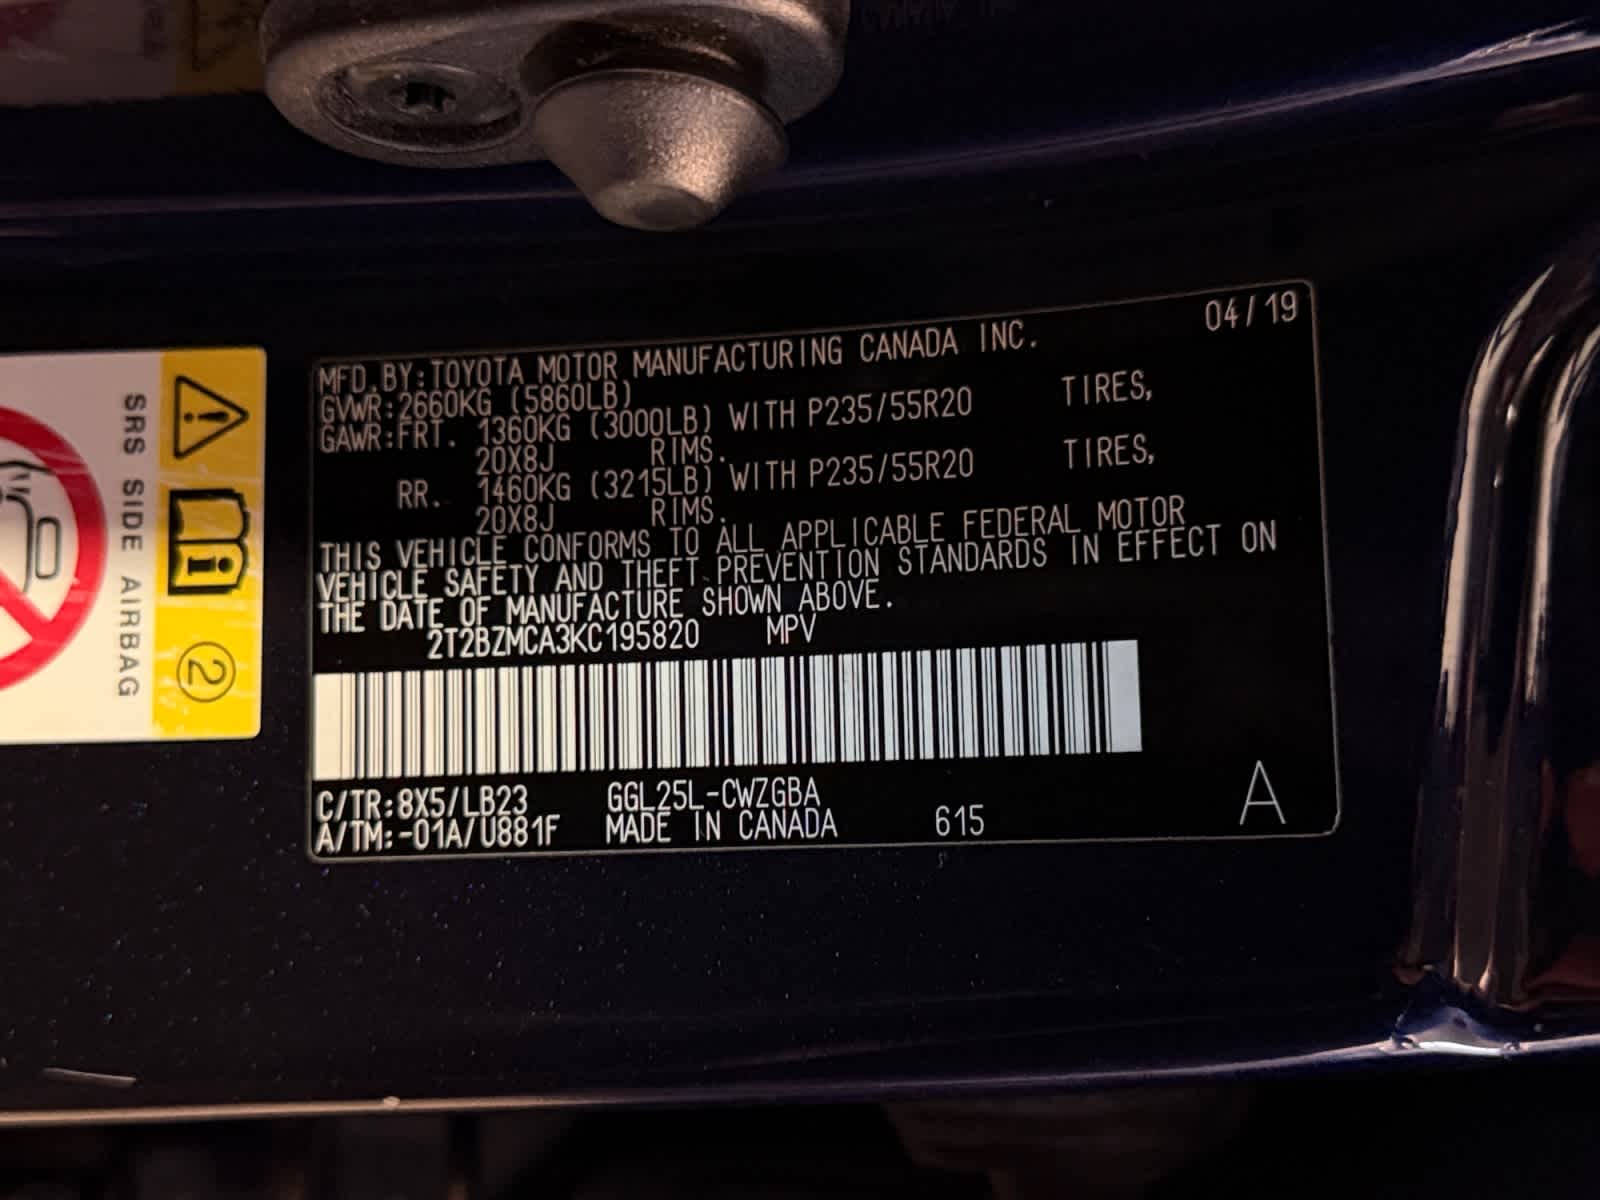 SRS SIDE AIRBAG
2
MFD.BY:TOYOTA MOTOR MANUFACTURING CANADA INC. 04/19
GVWR:2660KG (5860LB)
GAWR:FRT. 1360KG (3000LB) WITH P235/55R20 TIRES,
20X8J RIMS.
RR. 1460KG (3215LB) WITH P235/55R20 TIRES,
20X8J RIMS.
THIS VEHICLE CONFORMS TO ALL APPLICABLE FEDERAL MOTOR
VEHICLE SAFETY AND THEFT PREVENTION STANDARDS IN EFFECT ON
THE DATE OF MANUFACTURE SHOWN ABOVE.
2T2BZMCA3KC195820 MPV
C/TR:8X5/LB23 GGL25L-CWZGBA
A/TM:-01A/U881F MADE IN CANADA 615 A